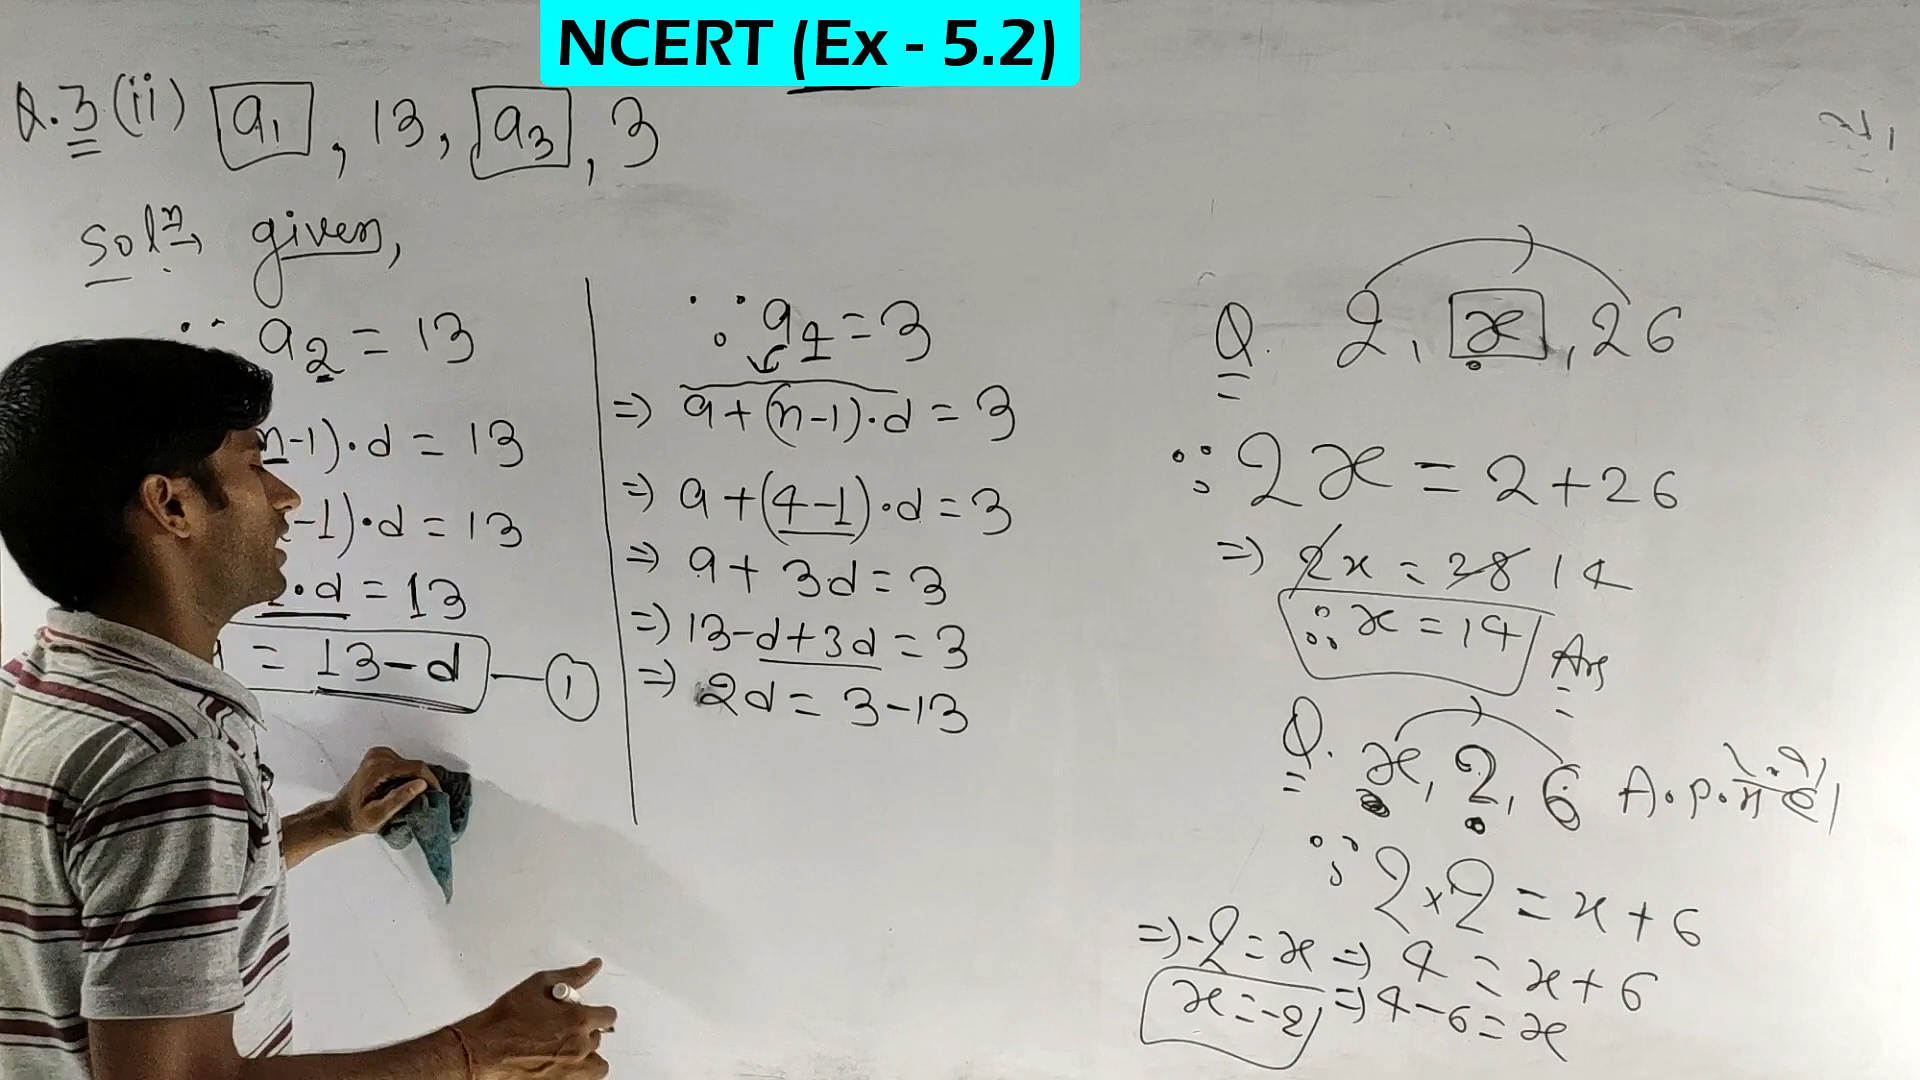 NCERT (Ex - 5.2)
Q.3 (ii) a₁, 13, a₃, 3
Solⁿ→ given,
∵ a₂ = 13
n-1)·d = 13
-1)·d = 13
·d = 13
= 13-d — ①
∵ a₄ = 3
=) a+(n-1)·d = 3
=) a+(4-1)·d = 3
=) a+3d = 3
=) 13-d+3d = 3
=) 2d = 3-13
Q. 2, x, 26
∵ 2x = 2+26
=) 2x = 28 14
∴ x = 14 Ans
Q. x, 2, 6 A.P.
∵ 2×2 = x+6
=) 4 = x+6
=) 4-6 = x
=) -2 = x
x = -2